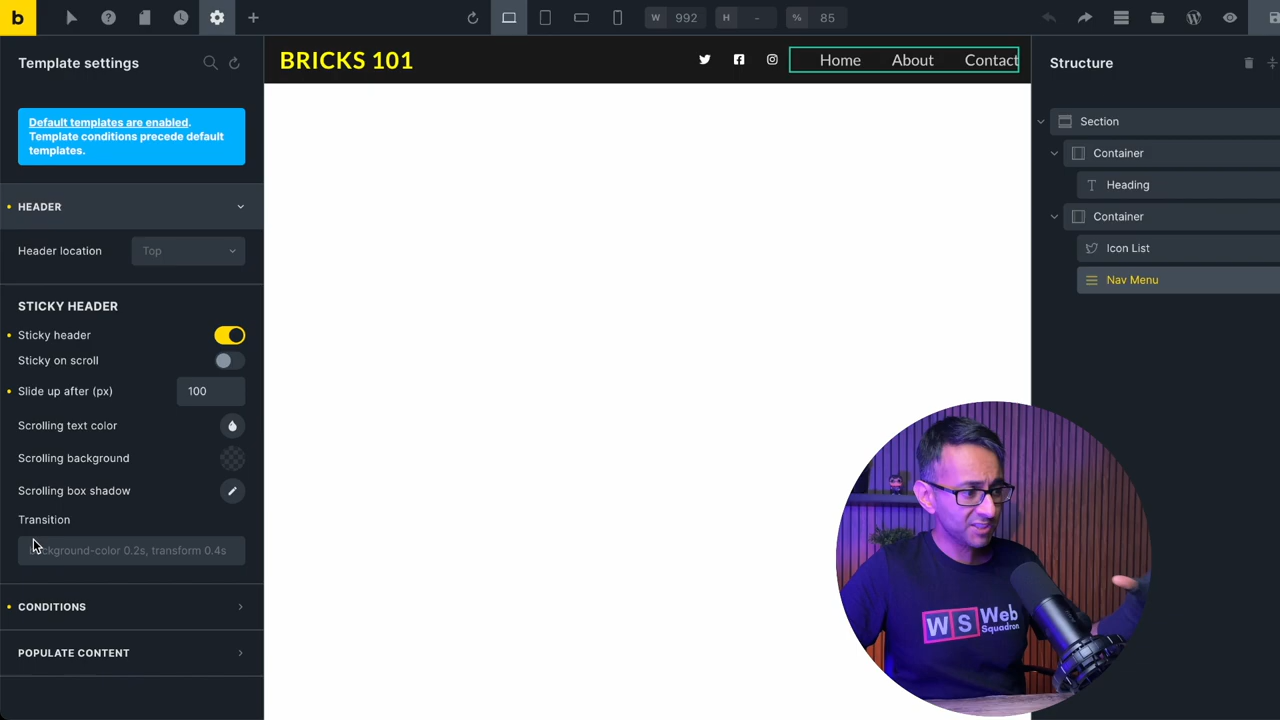 b
W 992 H - % 85
Template settings
Default templates are enabled.
Template conditions precede default
templates.
HEADER
Header location
Top
STICKY HEADER
Sticky header
Sticky on scroll
Slide up after (px)
100
Scrolling text color
Scrolling background
Scrolling box shadow
Transition
background-color 0.2s, transform 0.4s
CONDITIONS
POPULATE CONTENT
BRICKS 101
Home About Contact
Structure
Section
Container
Heading
Container
Icon List
Nav Menu
WS Web
Squadron